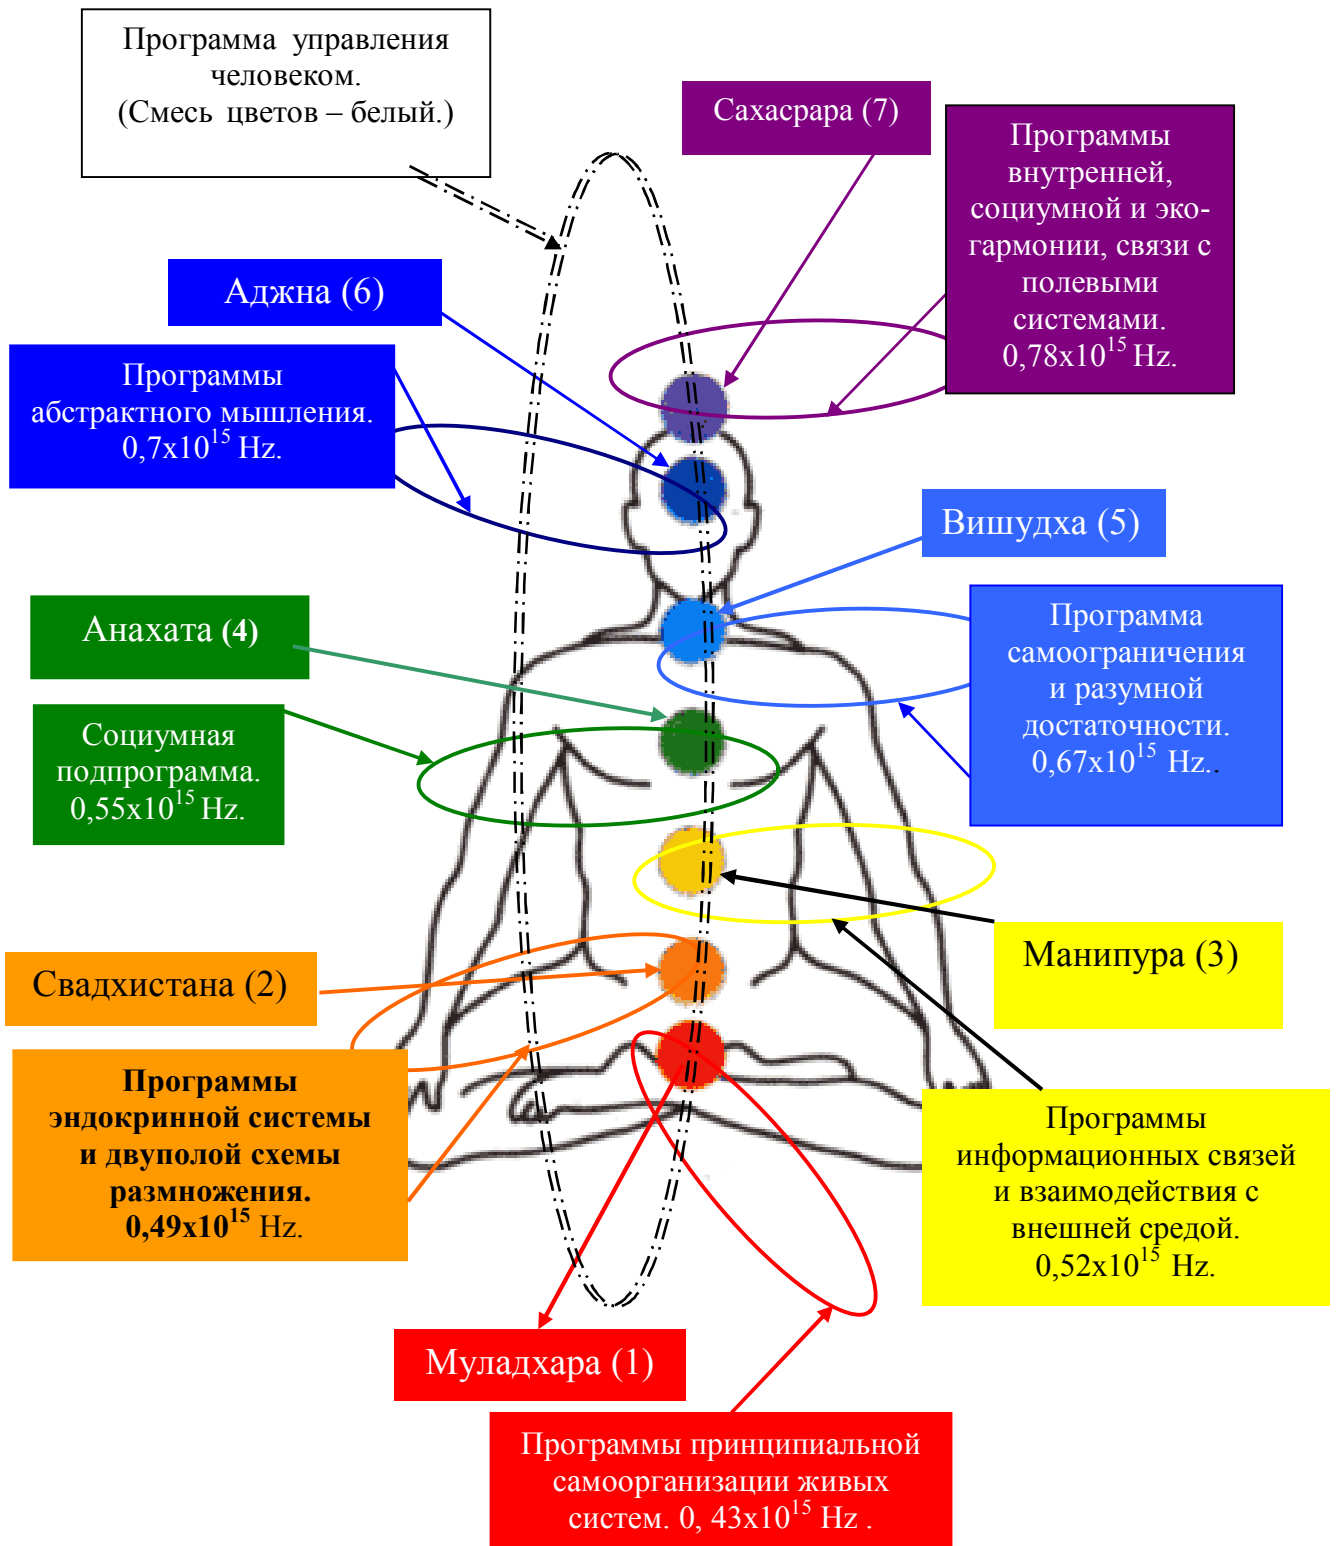 Программа управления
человеком.
(Смесь цветов – белый.)
Сахасрара (7)
Программы
внутренней,
социумной и эко-
гармонии, связи с
полевыми
системами.
0,78x10¹⁵ Hz.
Аджна (6)
Программы
абстрактного мышления.
0,7x10¹⁵ Hz.
Вишудха (5)
Программа
самоограничения
и разумной
достаточности.
0,67x10¹⁵ Hz..
Анахата (4)
Социумная
подпрограмма.
0,55x10¹⁵ Hz.
Манипура (3)
Программы
информационных связей
и взаимодействия с
внешней средой.
0,52x10¹⁵ Hz.
Свадхистана (2)
Программы
эндокринной системы
и двуполой схемы
размножения.
0,49x10¹⁵ Hz.
Муладхара (1)
Программы принципиальной
самоорганизации живых
систем. 0, 43x10¹⁵ Hz .